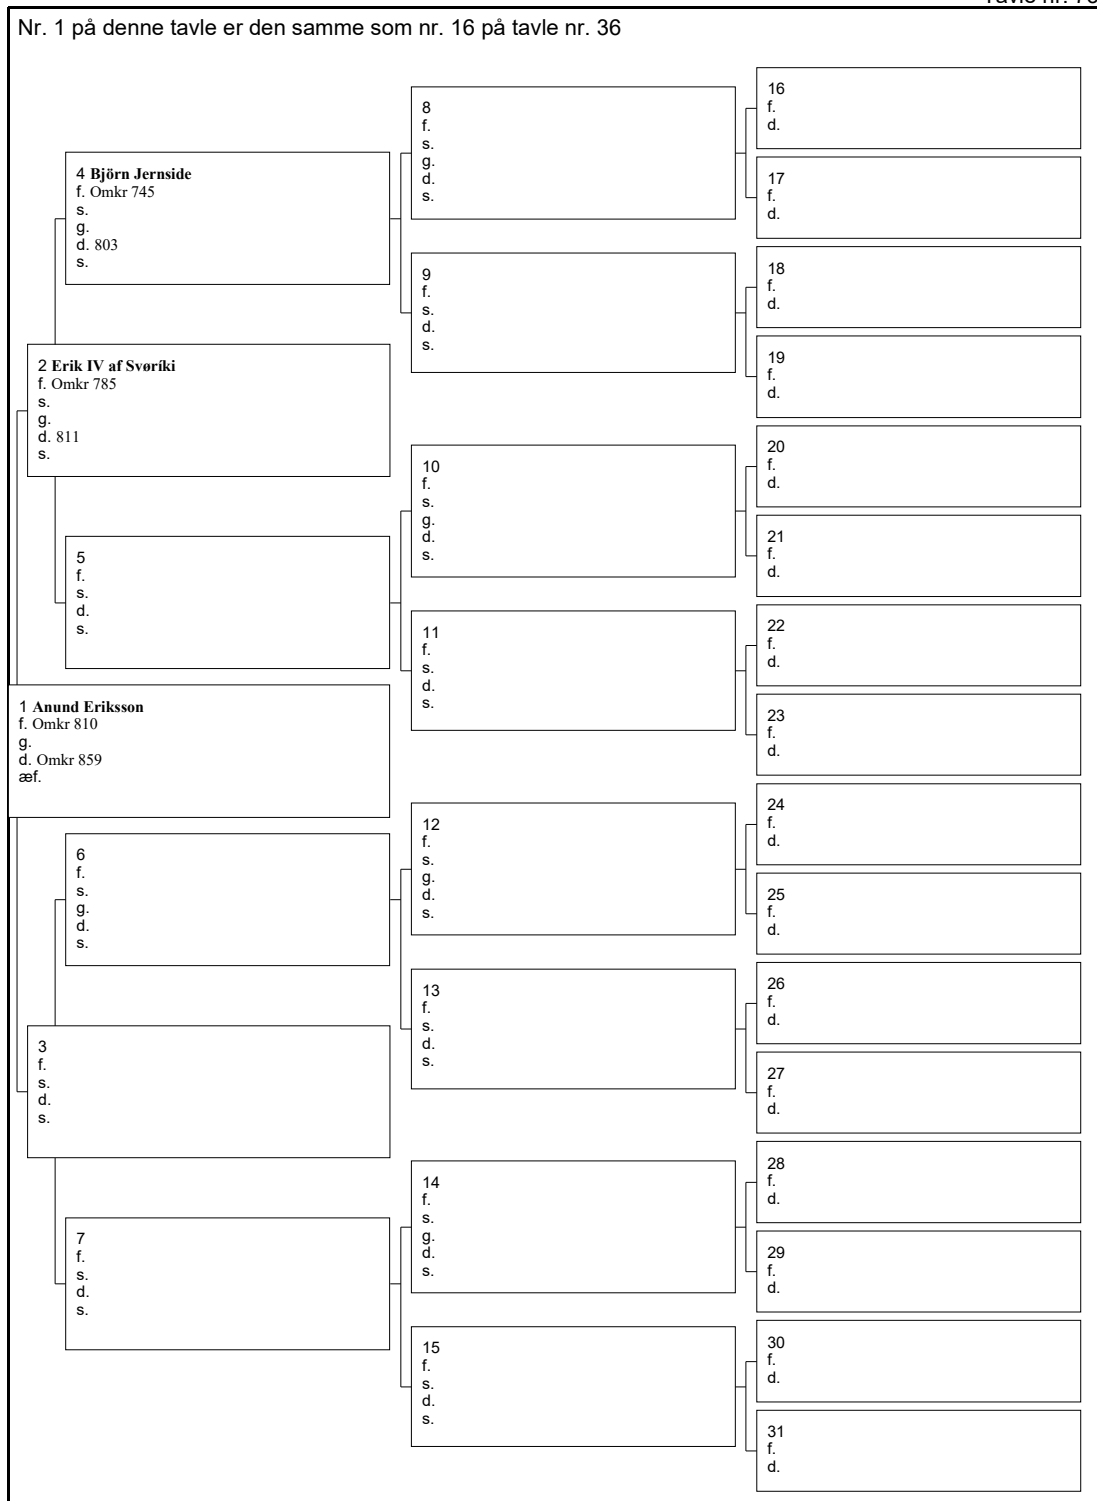 Nr. 1 på denne tavle er den samme som nr. 16 på tavle nr. 36
4 Björn Jernside
f. Omkr 745
s.
g.
d. 803
s.
2 Erik IV af Svøríki
f. Omkr 785
s.
g.
d. 811
s.
5
f.
s.
d.
s.
1 Anund Eriksson
f. Omkr 810
g.
d. Omkr 859
æf.
6
f.
s.
g.
d.
s.
3
f.
s.
d.
s.
7
f.
s.
d.
s.
8
f.
s.
g.
d.
s.
9
f.
s.
d.
s.
10
f.
s.
g.
d.
s.
11
f.
s.
d.
s.
12
f.
s.
g.
d.
s.
13
f.
s.
d.
s.
14
f.
s.
g.
d.
s.
15
f.
s.
d.
s.
16
f.
d.
17
f.
d.
18
f.
d.
19
f.
d.
20
f.
d.
21
f.
d.
22
f.
d.
23
f.
d.
24
f.
d.
25
f.
d.
26
f.
d.
27
f.
d.
28
f.
d.
29
f.
d.
30
f.
d.
31
f.
d.